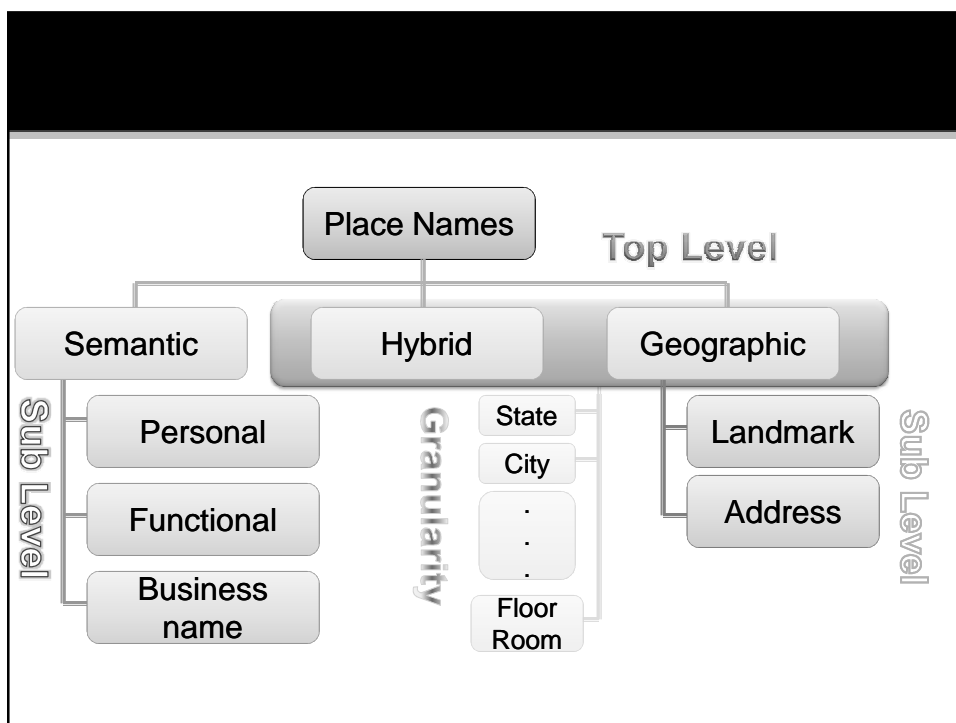 Place Names
Top Level
Semantic
Hybrid
Geographic
Sub Level
Personal
Functional
Business
name
Granularity
State
City
.
.
.
Floor
Room
Landmark
Address
Sub Level